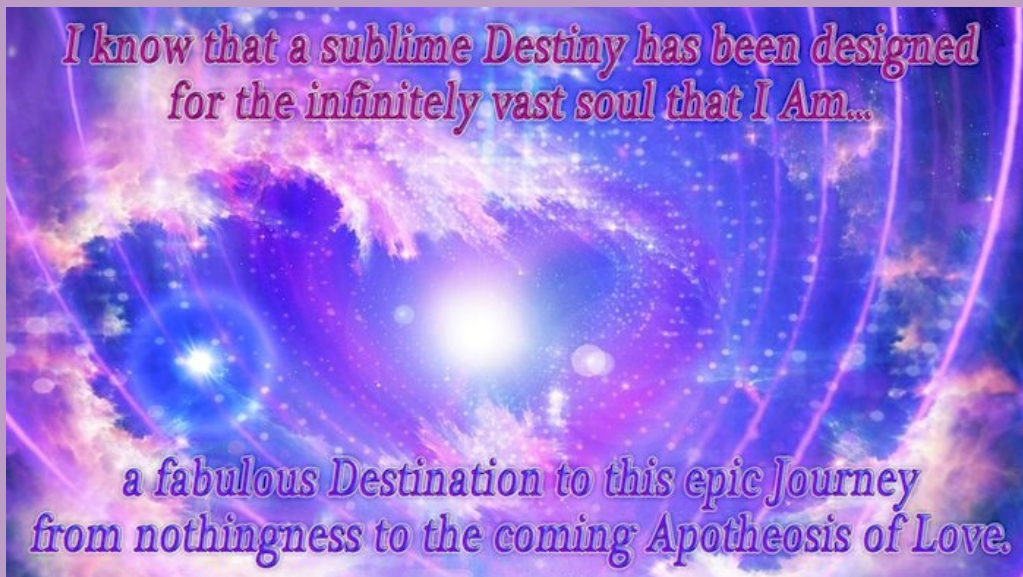 I know that a sublime Destiny has been designed
for the infinitely vast soul that I Am...
a fabulous Destination to this epic Journey
from nothingness to the coming Apotheosis of Love.